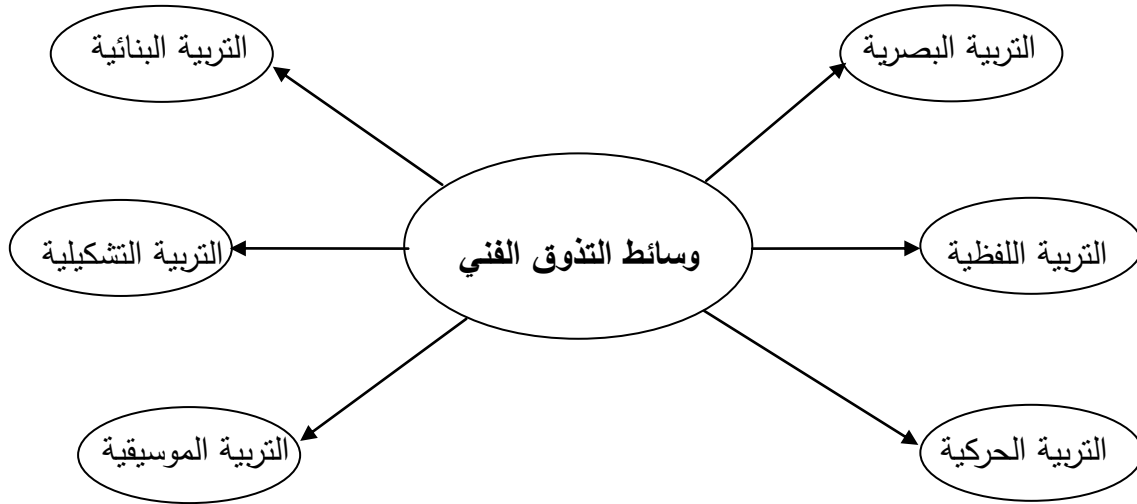 التربية البصرية
التربية البنائية
وسائط التذوق الفني
التربية اللفظية
التربية التشكيلية
التربية الحركية
التربية الموسيقية